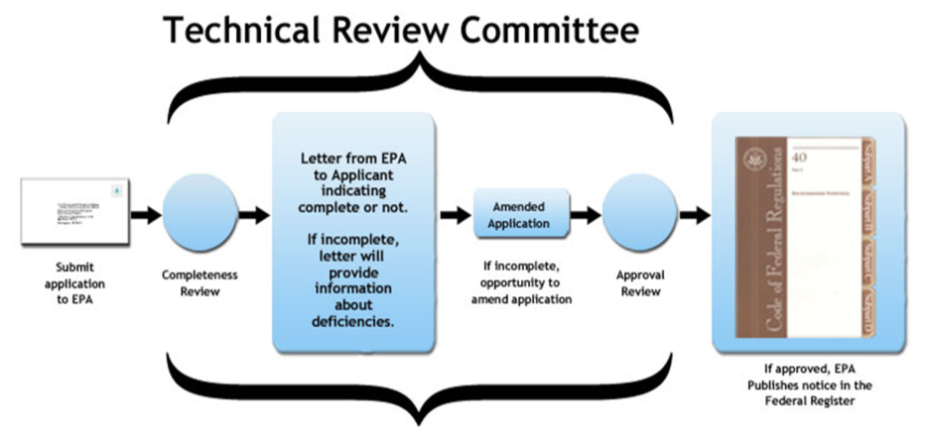 Technical Review Committee
Submit
application
to EPA
Completeness
Review
Letter from EPA
to Applicant
indicating
complete or not.
If incomplete,
letter will
provide
information
about
deficiencies.
Amended
Application
If incomplete,
opportunity to
amend application
Approval
Review
Code of Federal Regulations
40
If approved, EPA
Publishes notice in the
Federal Register